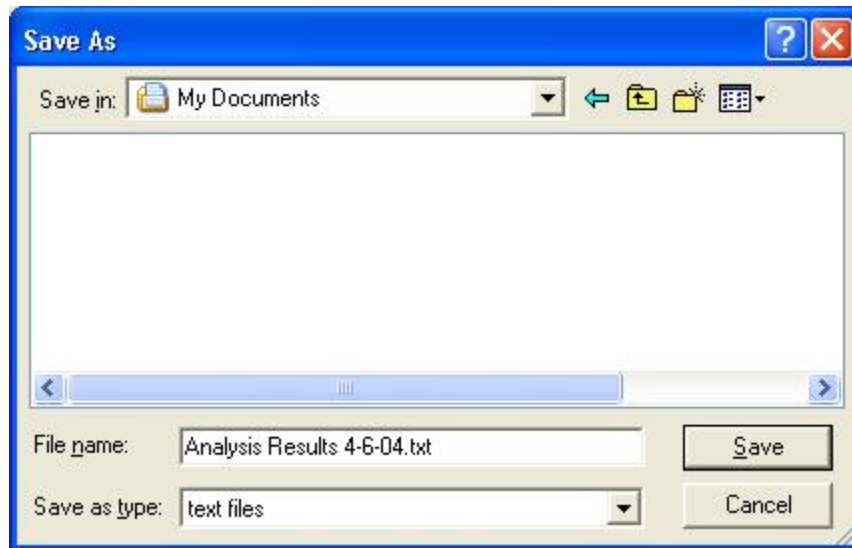 Save As
Save in: My Documents
File name: Analysis Results 4-6-04.txt Save
Save as type: text files Cancel